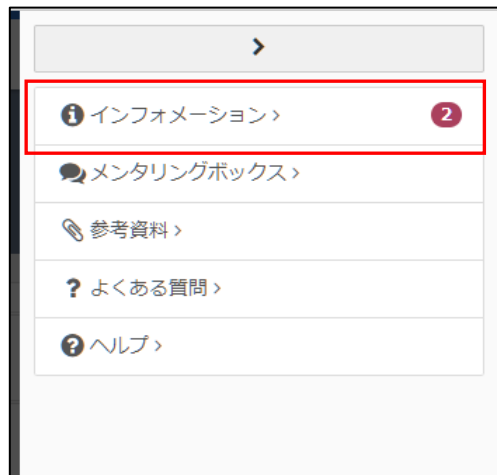 インフォメーション ›
2
メンタリングボックス ›
参考資料 ›
? よくある質問 ›
ヘルプ ›